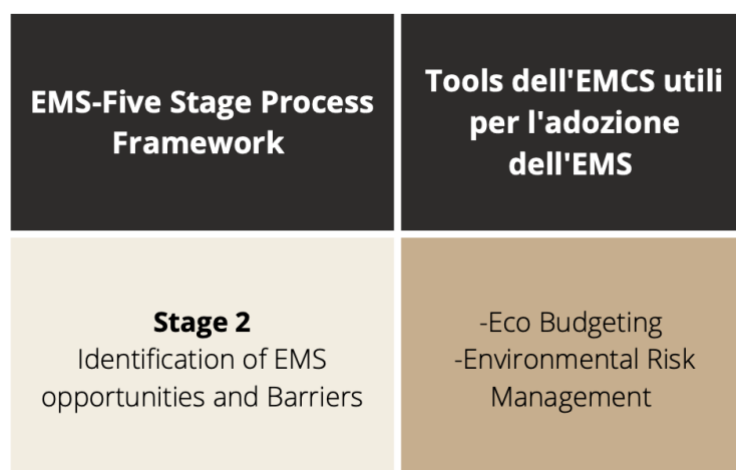 EMS-Five Stage Process
Framework
Tools dell'EMCS utili
per l'adozione
dell'EMS
Stage 2
Identification of EMS
opportunities and Barriers
-Eco Budgeting
-Environmental Risk
Management